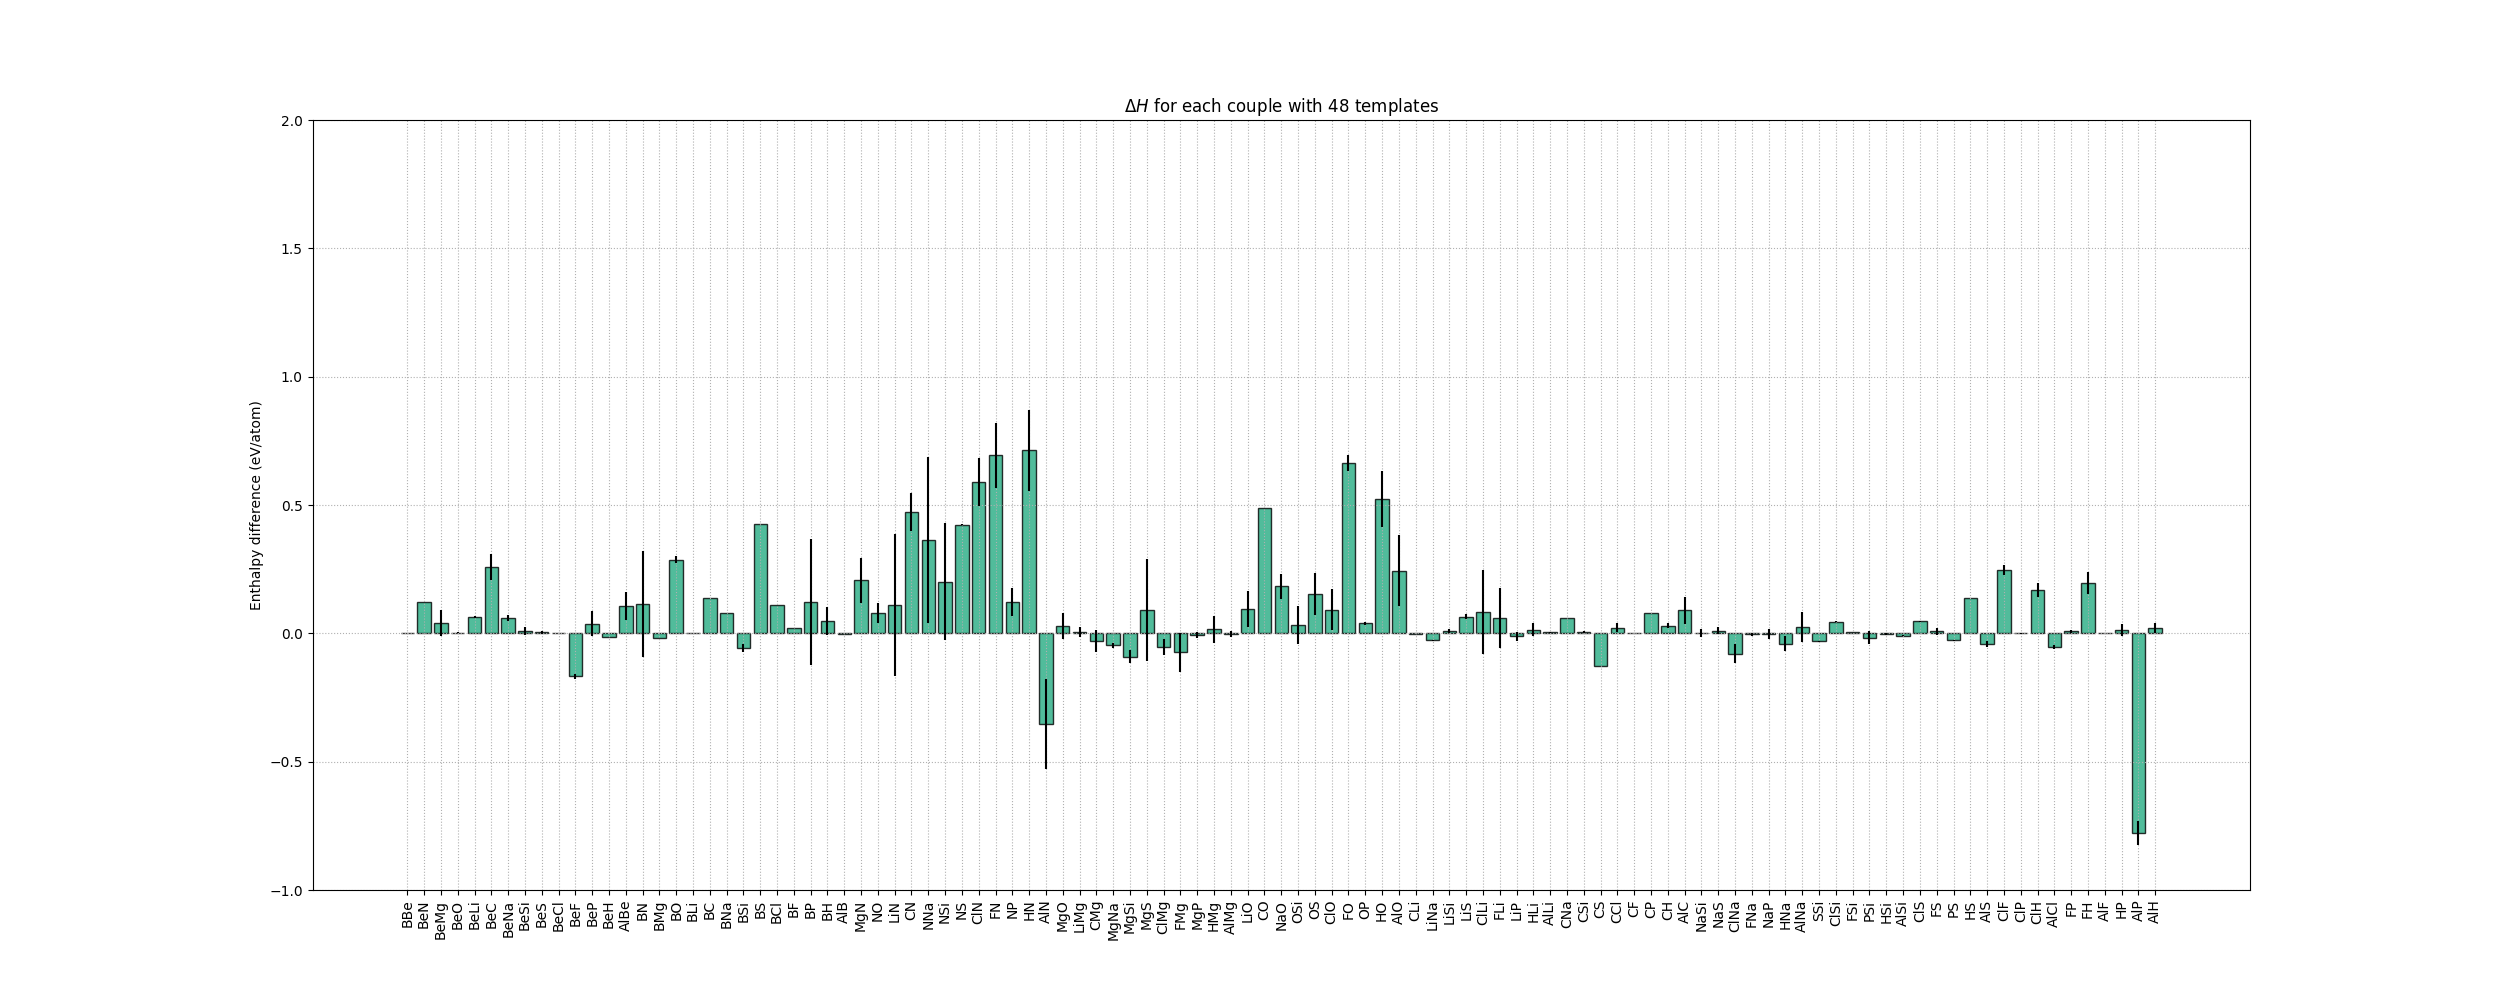 ΔH for each couple with 48 templates
Enthalpy difference (eV/atom)
2.0
1.5
1.0
0.5
0.0
−0.5
−1.0
BBe
BeN
BeMg
BeO
BeLi
BeC
BeNa
BeSi
BeS
BeCl
BeF
BeP
BeH
AlBe
BN
BMg
BO
BLi
BC
BNa
BSi
BS
BCl
BF
BP
BH
AlB
MgN
NO
LiN
CN
NNa
NSi
NS
ClN
FN
NP
HN
AlN
MgO
LiMg
CMg
MgNa
MgSi
MgS
ClMg
FMg
MgP
HMg
AlMg
LiO
CO
NaO
OSi
OS
ClO
FO
OP
HO
AlO
CLi
LiNa
LiSi
LiS
ClLi
FLi
LiP
HLi
AlLi
CNa
CSi
CS
CCl
CF
CP
CH
AlC
NaSi
NaS
ClNa
FNa
NaP
HNa
AlNa
SSi
ClSi
FSi
PSi
HSi
AlSi
ClS
FS
PS
HS
AlS
ClF
ClP
ClH
AlCl
FP
FH
AlF
HP
AlP
AlH